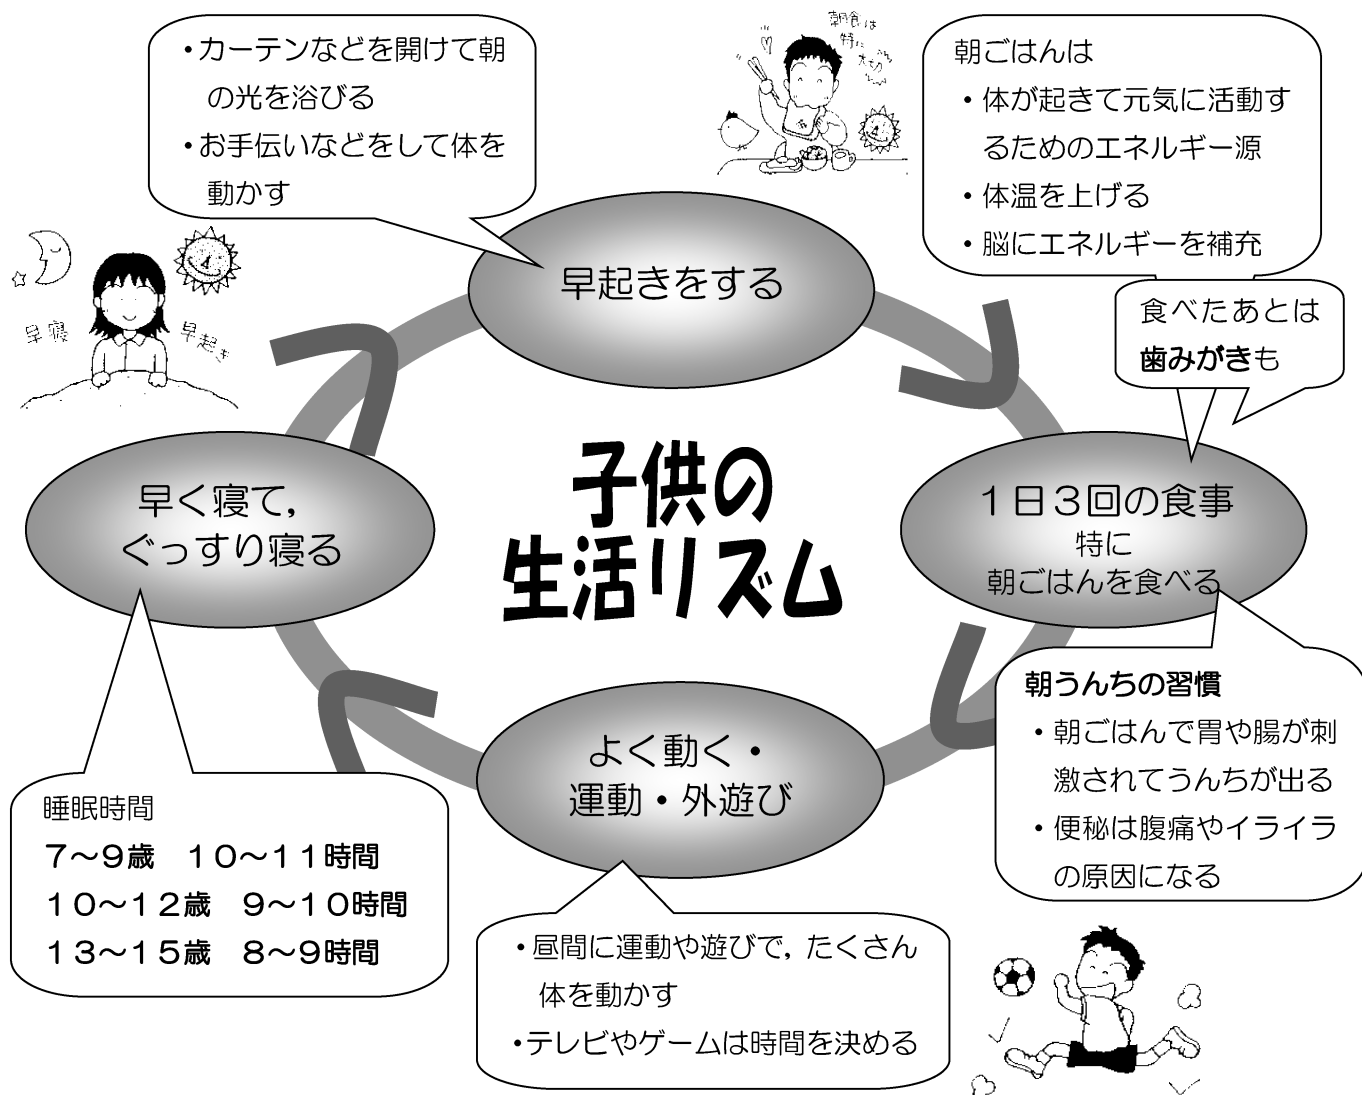 ・カーテンなどを開けて朝
の光を浴びる
・お手伝いなどをして体を
動かす
朝食は
特に
大切
朝ごはんは
・体が起きて元気に活動す
るためのエネルギー源
・体温を上げる
・脳にエネルギーを補充
食べたあとは
歯みがきも
早寝
早起き
早起きをする
子供の
生活リズム
早く寝て，
ぐっすり寝る
１日３回の食事
特に
朝ごはんを食べる
朝うんちの習慣
・朝ごはんで胃や腸が刺
激されてうんちが出る
・便秘は腹痛やイライラ
の原因になる
よく動く・
運動・外遊び
睡眠時間
７～９歳　１０～１１時間
１０～１２歳　９～１０時間
１３～１５歳　８～９時間
・昼間に運動や遊びで，たくさん
体を動かす
・テレビやゲームは時間を決める